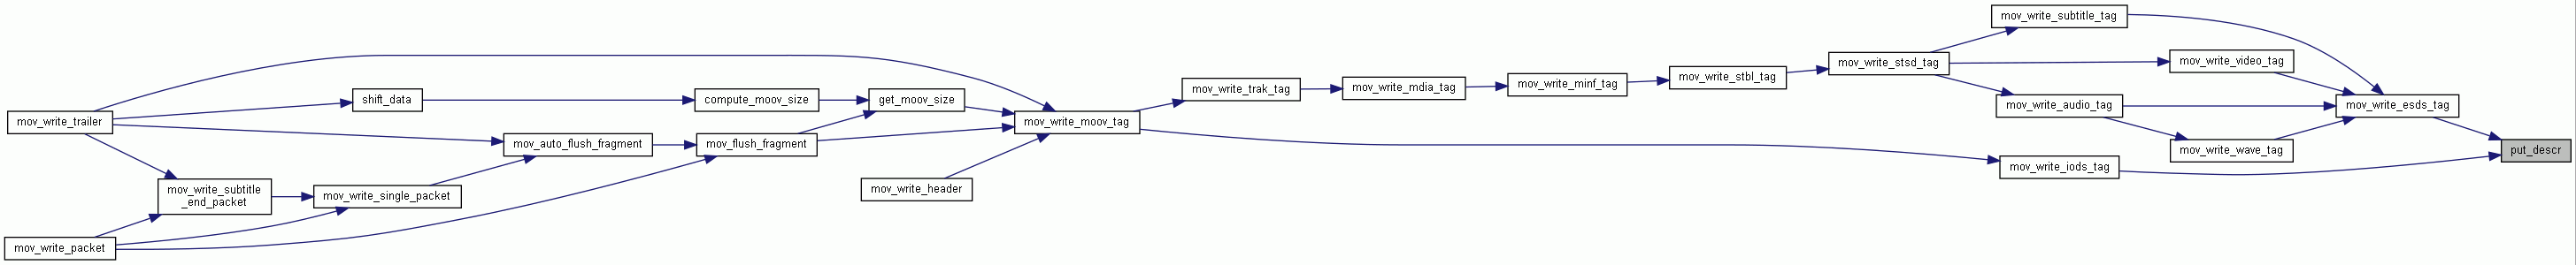 mov_write_trailer
mov_write_packet
mov_write_subtitle
_end_packet
shift_data
mov_write_single_packet
mov_auto_flush_fragment
compute_moov_size
mov_flush_fragment
get_moov_size
mov_write_header
mov_write_moov_tag
mov_write_trak_tag
mov_write_mdia_tag
mov_write_minf_tag
mov_write_stbl_tag
mov_write_stsd_tag
mov_write_subtitle_tag
mov_write_video_tag
mov_write_audio_tag
mov_write_wave_tag
mov_write_iods_tag
mov_write_esds_tag
put_descr